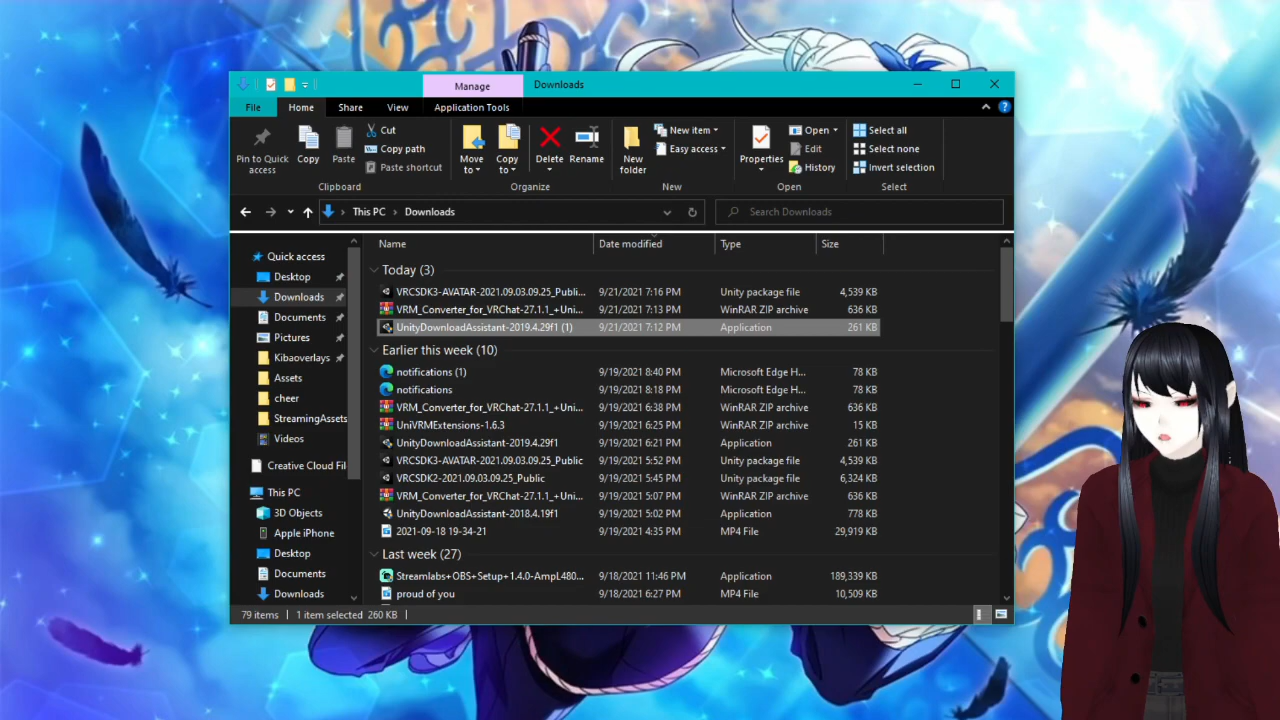 Manage
Downloads
File
Home
Share
View
Application Tools
Pin to Quick access
Copy
Paste
Cut
Copy path
Paste shortcut
Clipboard
Move to
Copy to
Delete
Rename
Organize
New folder
New item
Easy access
New
Properties
Open
Edit
History
Open
Select all
Select none
Invert selection
Select
This PC
Downloads
Search Downloads
Quick access
Desktop
Downloads
Documents
Pictures
Kibaoverlays
Assets
cheer
StreamingAssets
Videos
Creative Cloud Fil
This PC
3D Objects
Apple iPhone
Desktop
Documents
Downloads
Name Date modified Type Size
Today (3)
VRCSDK3-AVATAR-2021.09.03.09.25_Publi... 9/21/2021 7:16 PM Unity package file 4,539 KB
VRM_Converter_for_VRChat-27.1.1_+Uni... 9/21/2021 7:13 PM WinRAR ZIP archive 636 KB
UnityDownloadAssistant-2019.4.29f1 (1) 9/21/2021 7:12 PM Application 261 KB
Earlier this week (10)
notifications (1) 9/19/2021 8:40 PM Microsoft Edge H... 78 KB
notifications 9/19/2021 8:18 PM Microsoft Edge H... 78 KB
VRM_Converter_for_VRChat-27.1.1_+Uni... 9/19/2021 6:38 PM WinRAR ZIP archive 636 KB
UniVRMExtensions-1.6.3 9/19/2021 6:25 PM WinRAR ZIP archive 15 KB
UnityDownloadAssistant-2019.4.29f1 9/19/2021 6:21 PM Application 261 KB
VRCSDK3-AVATAR-2021.09.03.09.25_Public 9/19/2021 5:52 PM Unity package file 4,539 KB
VRCSDK2-2021.09.03.09.25_Public 9/19/2021 5:45 PM Unity package file 6,324 KB
VRM_Converter_for_VRChat-27.1.1_+Uni... 9/19/2021 5:07 PM WinRAR ZIP archive 636 KB
UnityDownloadAssistant-2018.4.19f1 9/19/2021 5:02 PM Application 778 KB
2021-09-18 19-34-21 9/19/2021 4:35 PM MP4 File 29,919 KB
Last week (27)
Streamlabs+OBS+Setup+1.4.0-AmpL480... 9/18/2021 11:46 PM Application 189,339 KB
proud of you 9/18/2021 6:27 PM MP4 File 10,509 KB
79 items 1 item selected 260 KB